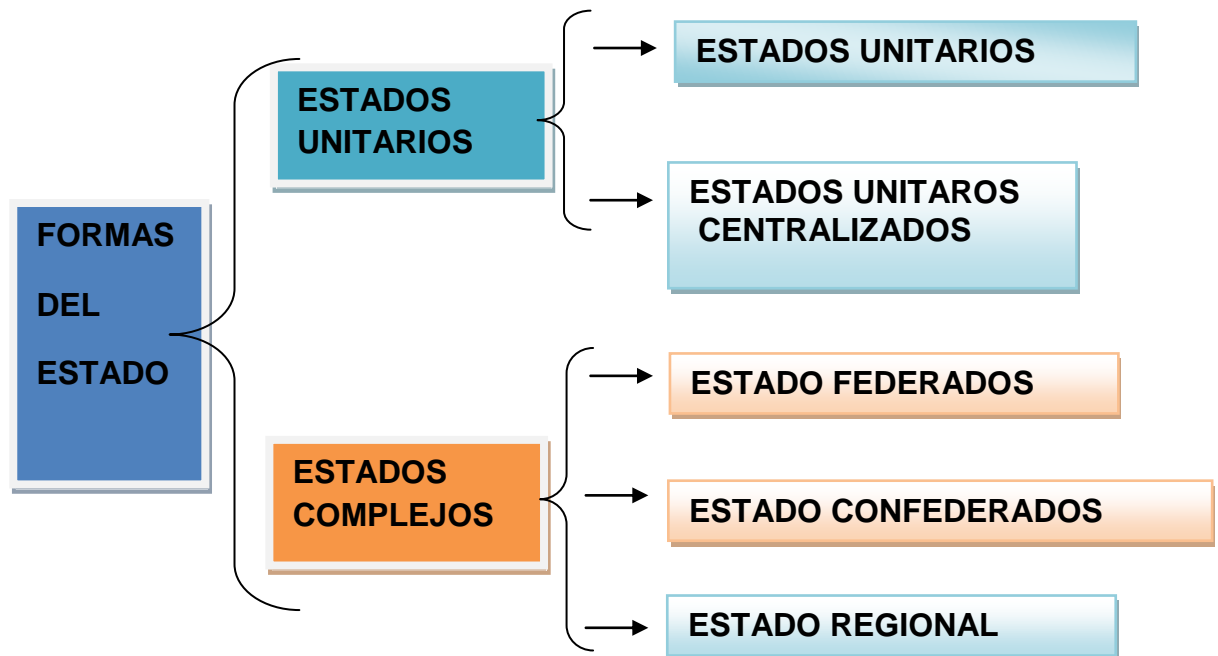 FORMAS
DEL
ESTADO
ESTADOS
UNITARIOS
ESTADOS UNITARIOS
ESTADOS UNITAROS
CENTRALIZADOS
ESTADOS
COMPLEJOS
ESTADO FEDERADOS
ESTADO CONFEDERADOS
ESTADO REGIONAL